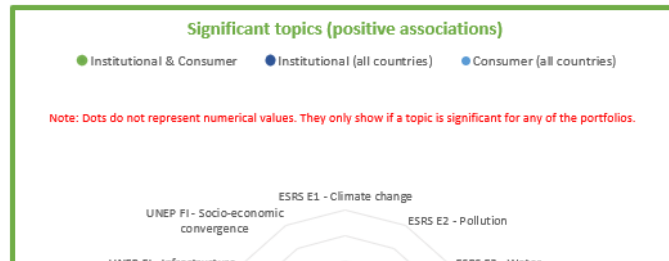 Significant topics (positive associations)
Institutional & Consumer
Institutional (all countries)
Consumer (all countries)
Note: Dots do not represent numerical values. They only show if a topic is significant for any of the portfolios.
ESRS E1 - Climate change
UNEP FI - Socio-economic
convergence
ESRS E2 - Pollution